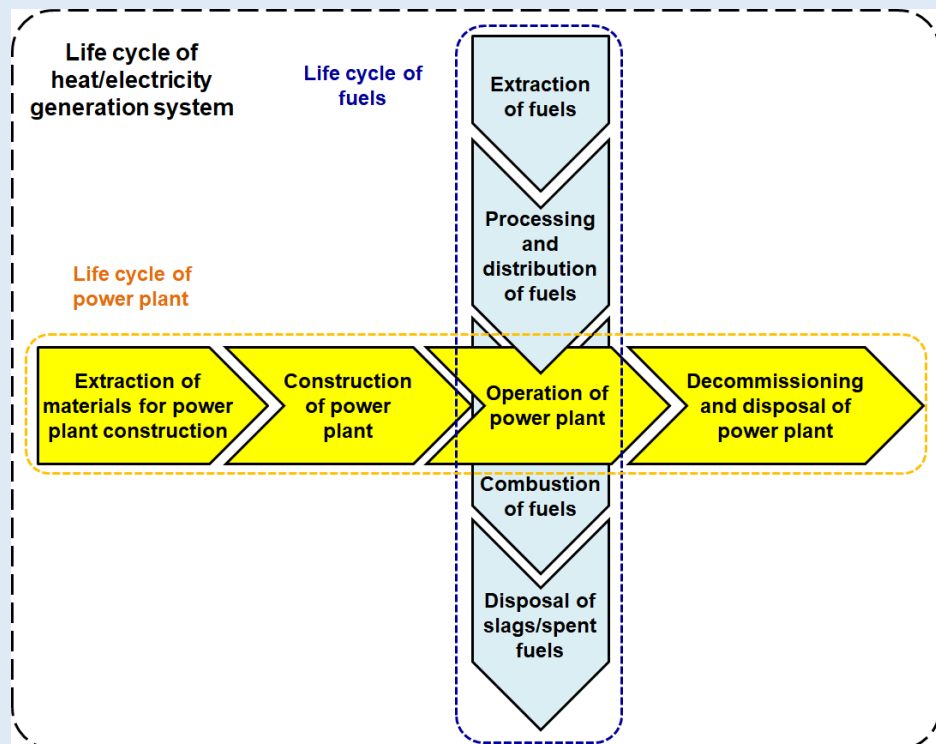 Life cycle of
heat/electricity
generation system
Life cycle of
fuels
Extraction
of fuels
Processing
and
distribution
of fuels
Life cycle of
power plant
Extraction of
materials for power
plant construction
Construction
of power
plant
Operation of
power plant
Decommissioning
and disposal of
power plant
Combustion
of fuels
Disposal of
slags/spent
fuels